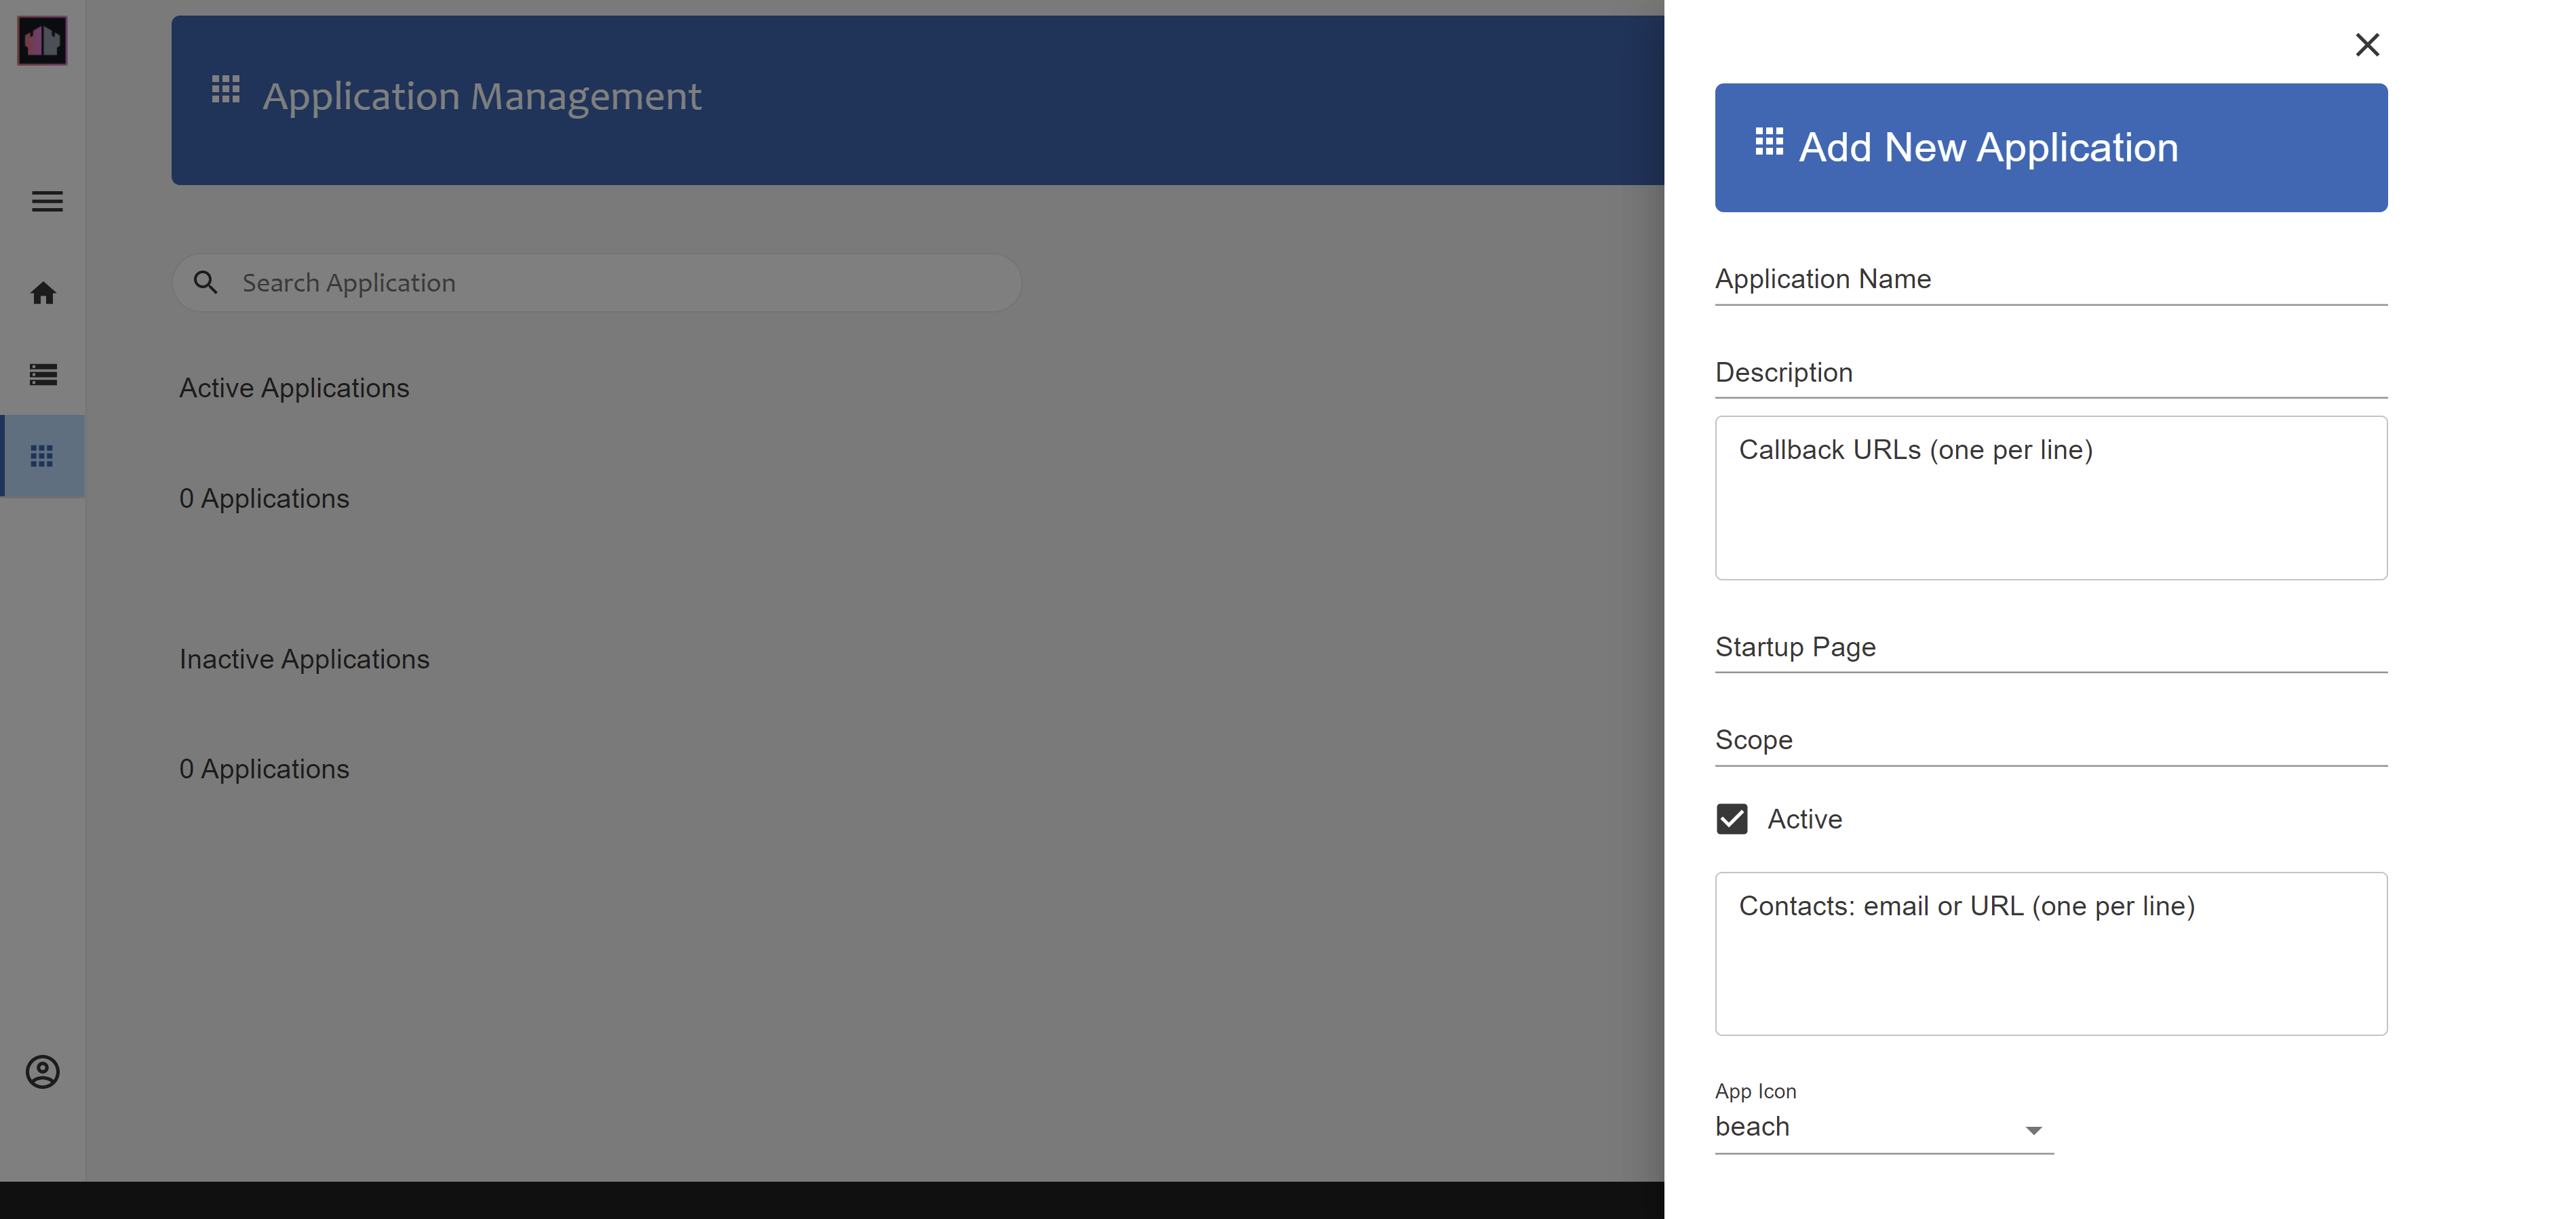 Application Management
Search Application
Active Applications
0 Applications
Inactive Applications
0 Applications
Add New Application
Application Name
Description
Callback URLs (one per line)
Startup Page
Scope
Active
Contacts: email or URL (one per line)
App Icon
beach